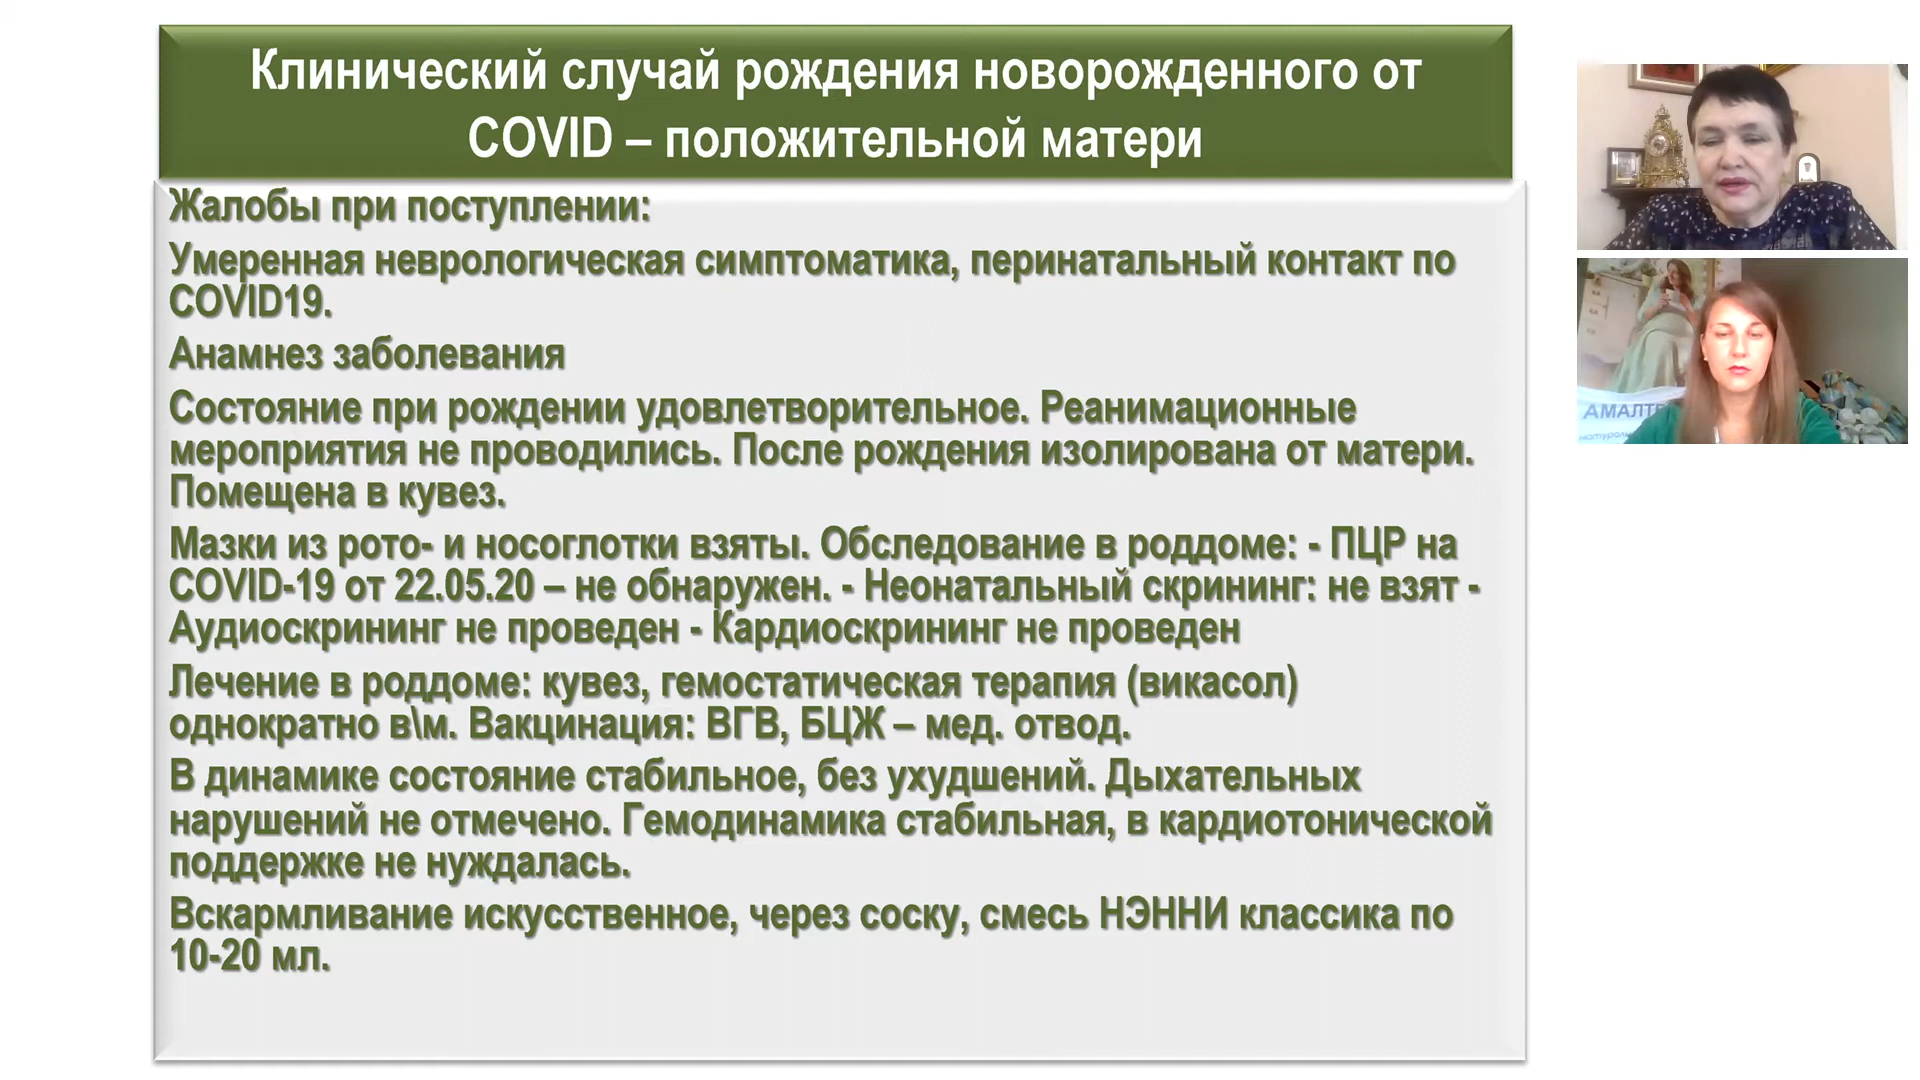 Клинический случай рождения новорожденного от
COVID – положительной матери
Жалобы при поступлении:
Умеренная неврологическая симптоматика, перинатальный контакт по
COVID19.
Анамнез заболевания
Состояние при рождении удовлетворительное. Реанимационные
мероприятия не проводились. После рождения изолирована от матери.
Помещена в кувез.
Мазки из рото- и носоглотки взяты. Обследование в роддоме: - ПЦР на
COVID-19 от 22.05.20 – не обнаружен. - Неонатальный скрининг: не взят -
Аудиоскрининг не проведен - Кардиоскрининг не проведен
Лечение в роддоме: кувез, гемостатическая терапия (викасол)
однократно в\м. Вакцинация: ВГВ, БЦЖ – мед. отвод.
В динамике состояние стабильное, без ухудшений. Дыхательных
нарушений не отмечено. Гемодинамика стабильная, в кардиотонической
поддержке не нуждалась.
Вскармливание искусственное, через соску, смесь НЭННИ классика по
10-20 мл.